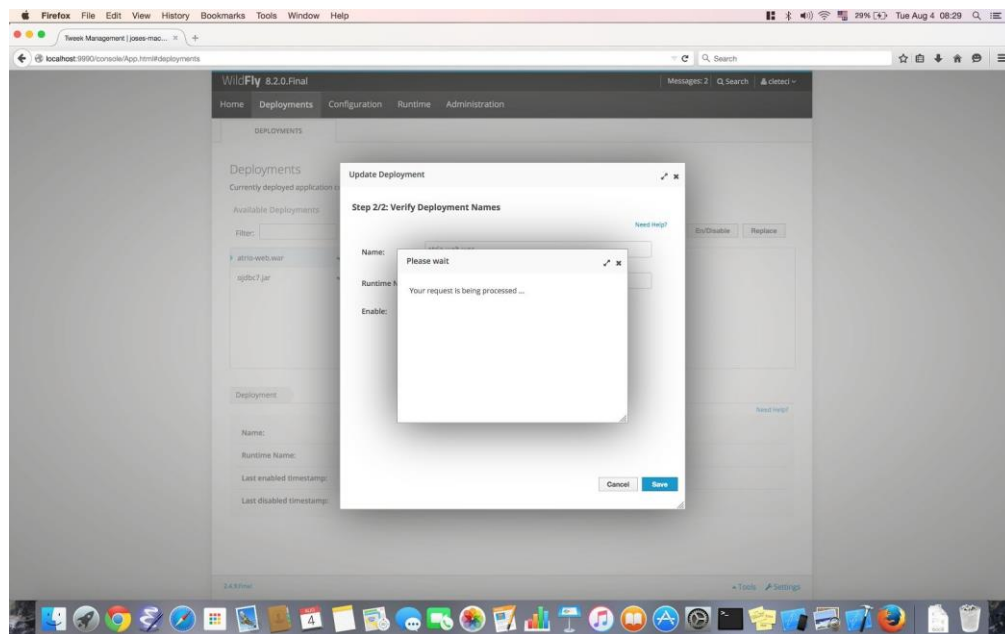 Firefox File Edit View History Bookmarks Tools Window Help
29% Tue Aug 4 08:29
Tweek Management | joses-mac...
localhost:9990/console/App.html#deployments
Search
WildFly 8.2.0.Final
Messages: 2 Search cleteci
Home Deployments Configuration Runtime Administration
DEPLOYMENTS
Deployments
Currently deployed application
Available Deployments
Filter:
En/Disable Replace
atrio-web.war
ojdbc7.jar
Update Deployment
Step 2/2: Verify Deployment Names
Need Help?
Name:
Runtime N
Enable:
Please wait
Your request is being processed ...
Cancel Save
Deployment
Need Help?
Name:
Runtime Name:
Last enabled timestamp:
Last disabled timestamp:
Tools Settings
AUG
4